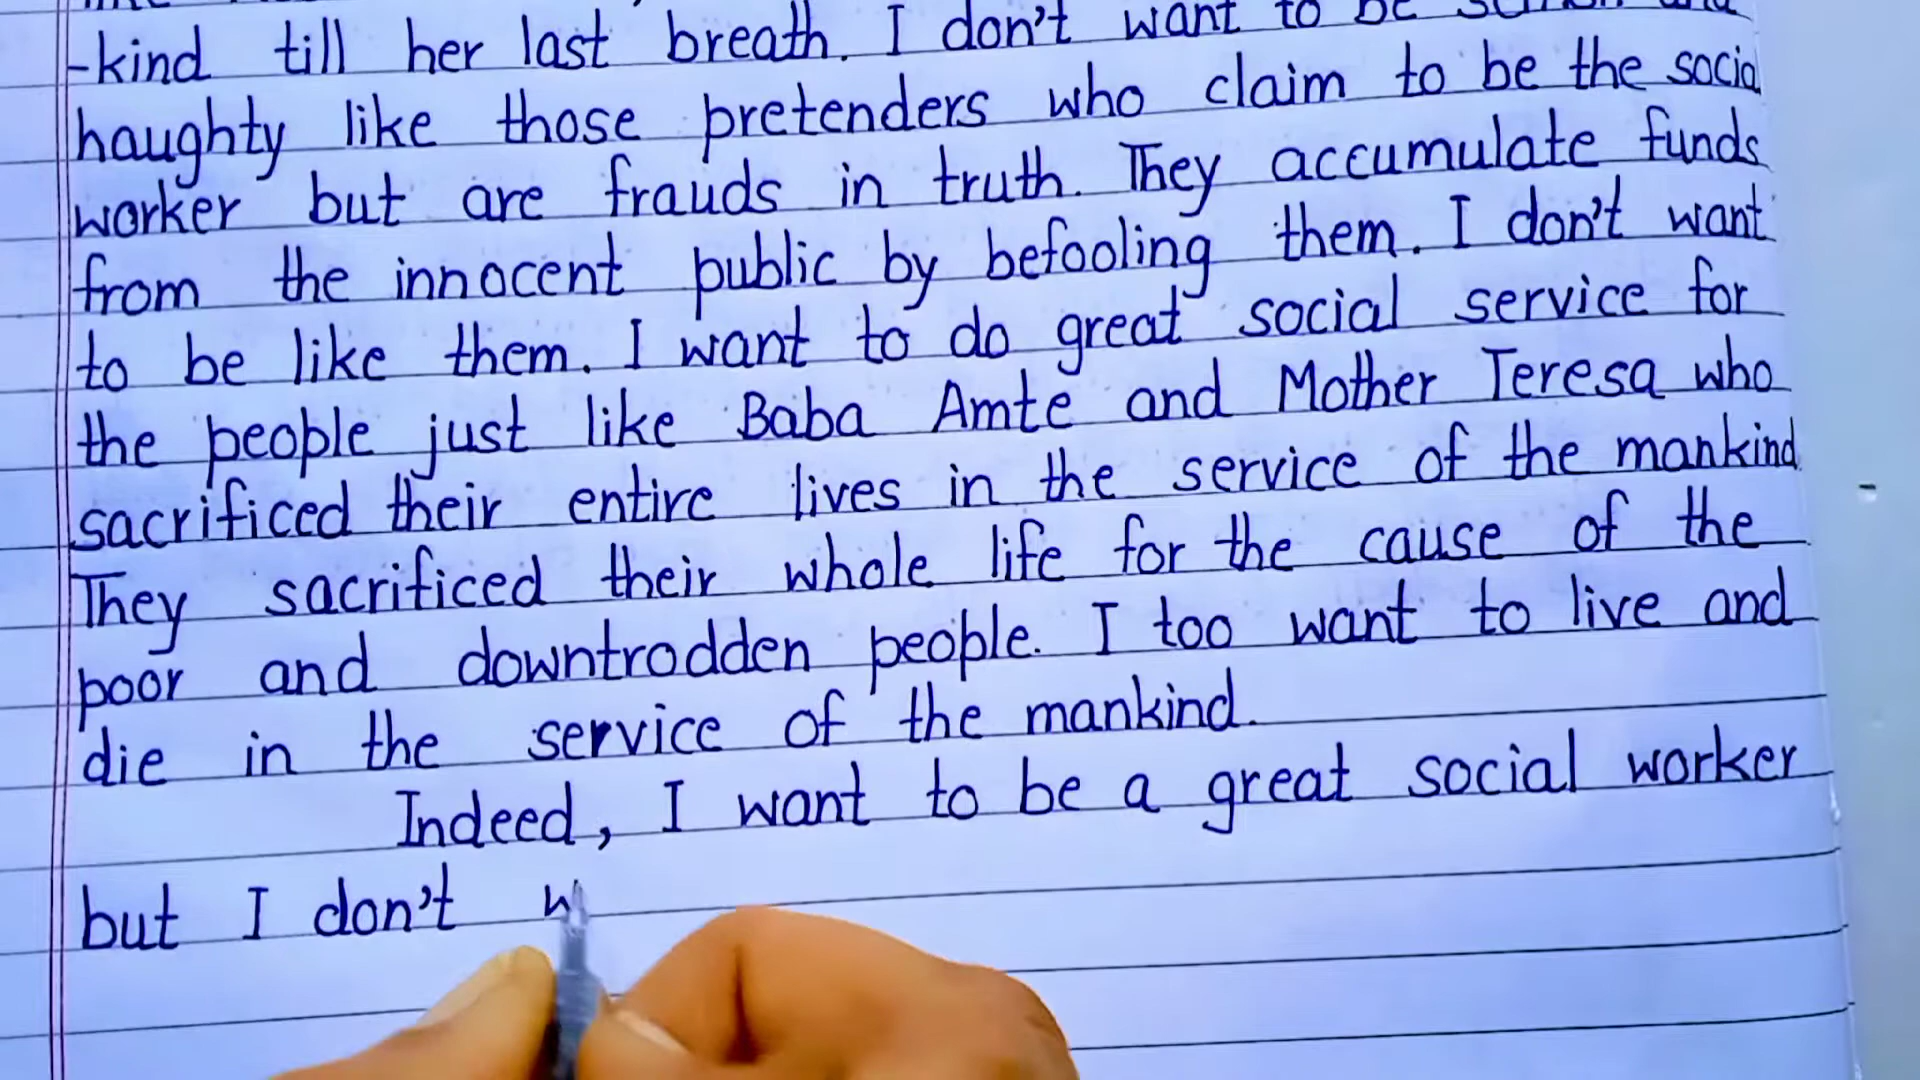 -kind till her last breath. I don't want to be
haughty like those pretenders who claim to be the social
worker but are frauds in truth. They accumulate funds
from the innocent public by befooling them. I don't want
to be like them. I want to do great social service for
the people just like Baba Amte and Mother Teresa who
sacrificed their entire lives in the service of the mankind
They sacrificed their whole life for the cause of the
poor and downtrodden people. I too want to live and
die in the service of the mankind.
Indeed, I want to be a great social worker
but I don't w